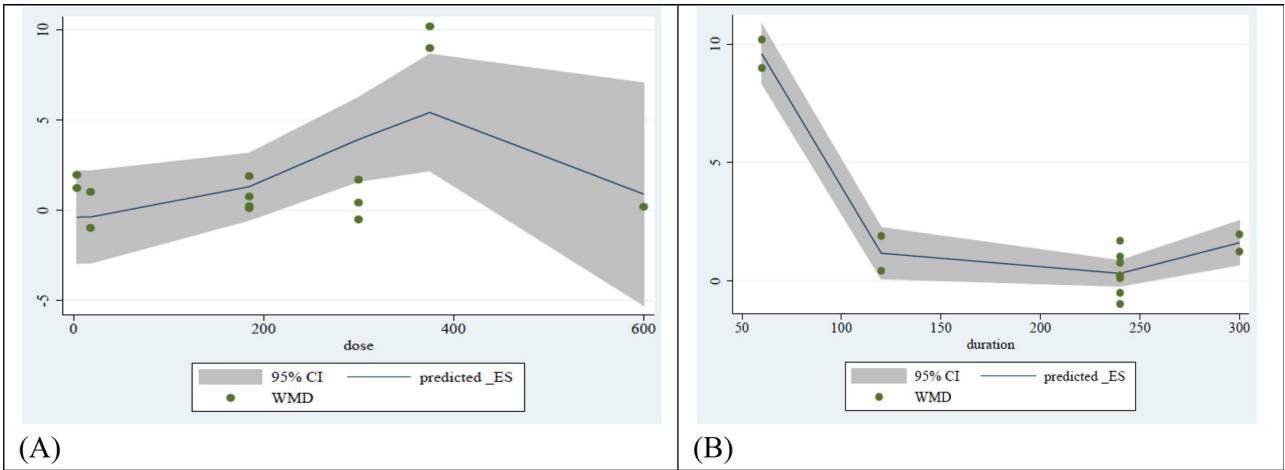 10
5
0
-5
0 200 400 600
dose
95% CI predicted _ES
WMD
(A)
10
5
0
50 100 150 200 250 300
duration
95% CI predicted _ES
WMD
(B)